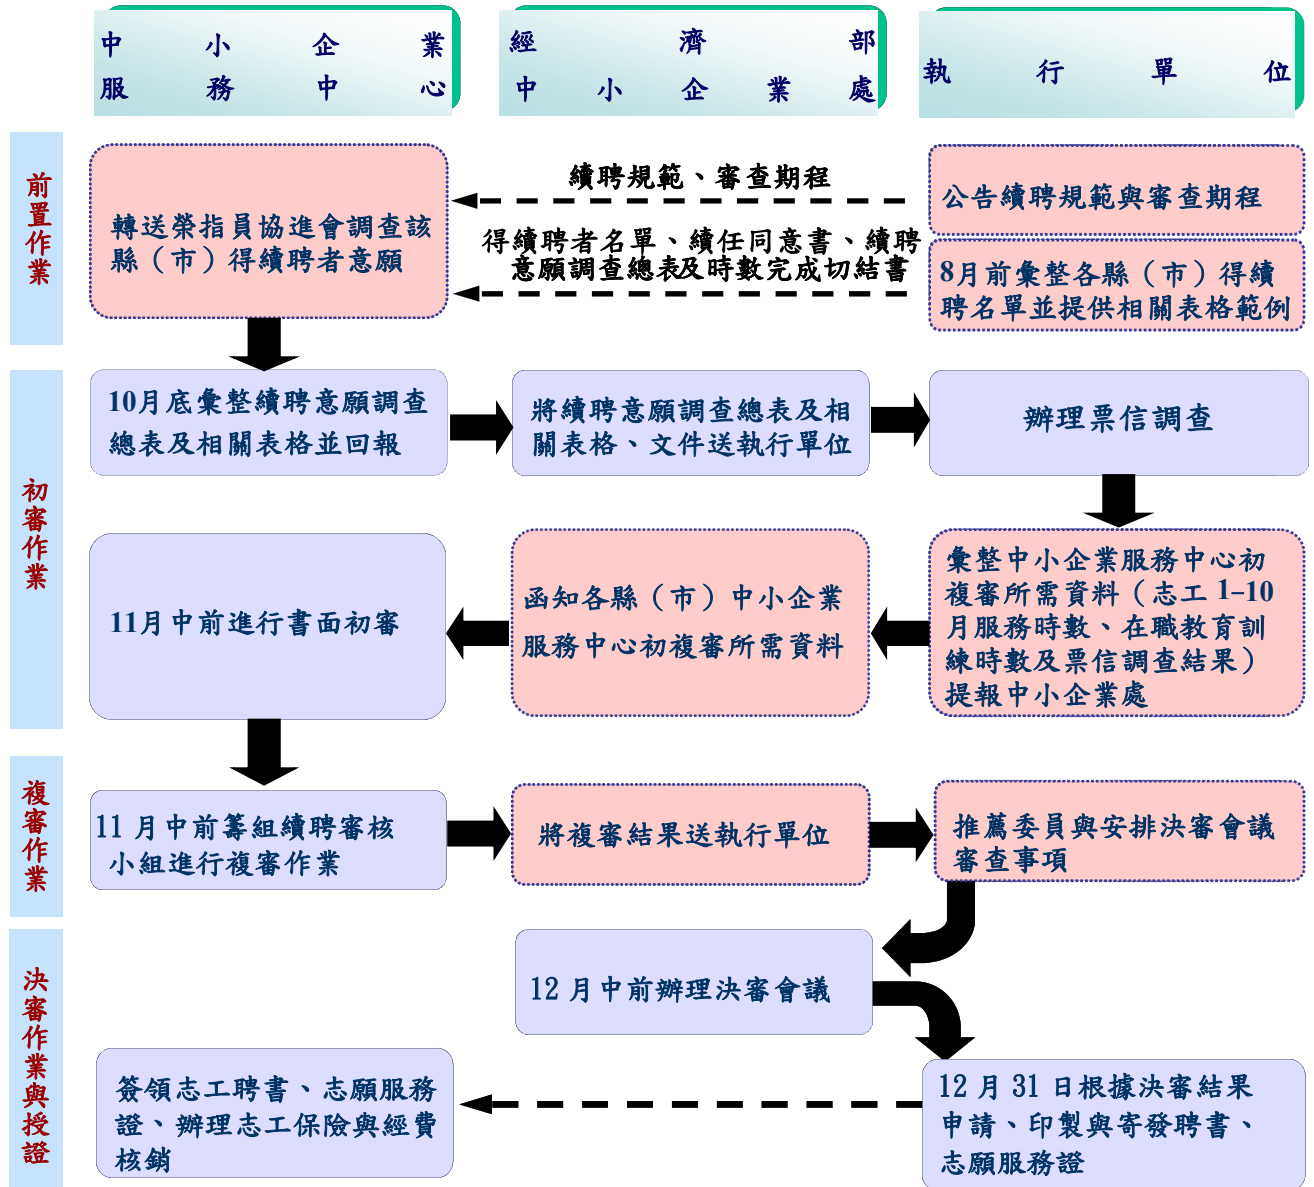 中小企業
服務中心
經濟部
中小企業處
執行單位
前置作業
轉送榮指員協進會調查該
縣（市）得續聘者意願
續聘規範、審查期程
得續聘者名單、續任同意書、續聘
意願調查總表及時數完成切結書
公告續聘規範與審查期程
8月前彙整各縣（市）得續
聘名單並提供相關表格範例
初審作業
10月底彙整續聘意願調查
總表及相關表格並回報
將續聘意願調查總表及相
關表格、文件送執行單位
辦理票信調查
11月中前進行書面初審
函知各縣（市）中小企業
服務中心初複審所需資料
彙整中小企業服務中心初
複審所需資料（志工1–10
月服務時數、在職教育訓
練時數及票信調查結果）
提報中小企業處
複審作業
11月中前籌組續聘審核
小組進行複審作業
將複審結果送執行單位
推薦委員與安排決審會議
審查事項
決審作業與授證
12月中前辦理決審會議
簽領志工聘書、志願服務
證、辦理志工保險與經費
核銷
12月31日根據決審結果
申請、印製與寄發聘書、
志願服務證